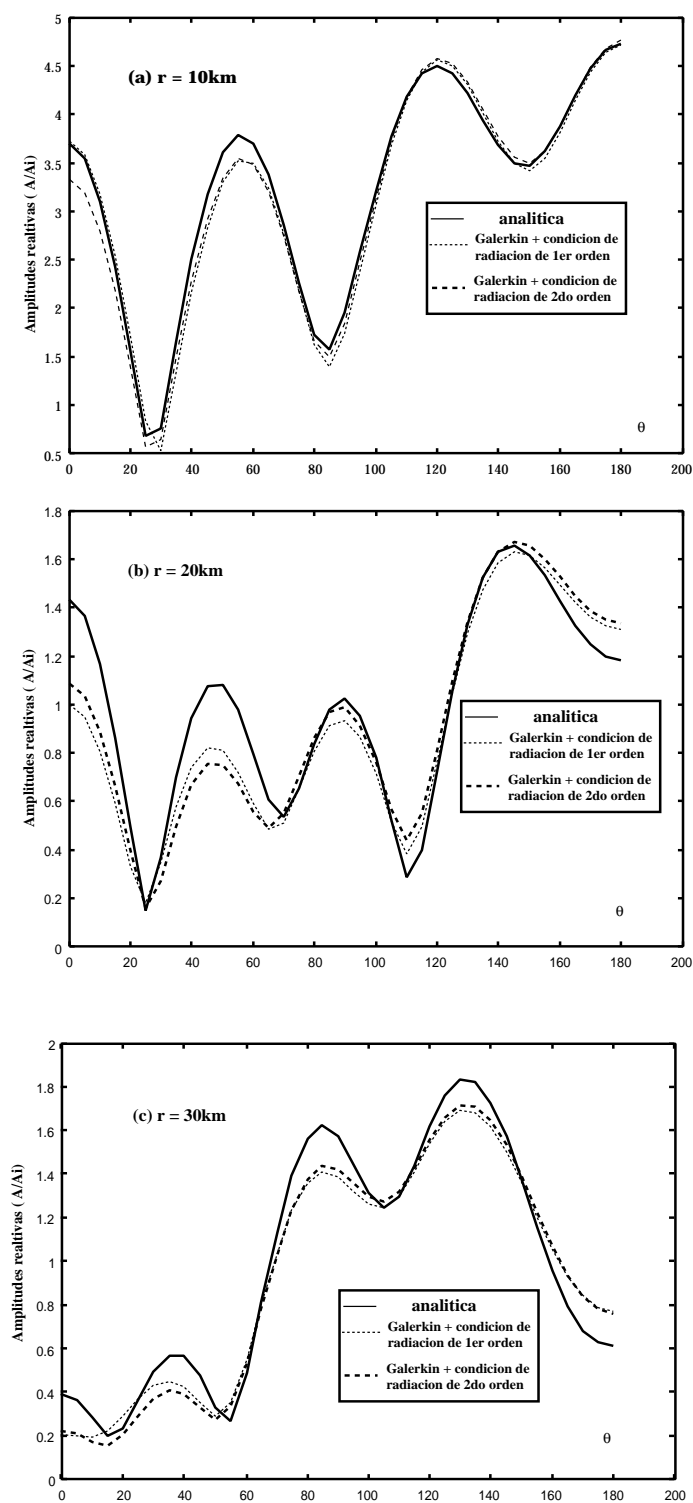 5
4.5
4
3.5
3
2.5
2
1.5
1
0.5
Amplitudes realtivas ( A/Ai)
(a) r = 10km
analitica
Galerkin + condicion de
radiacion de 1er orden
Galerkin + condicion de
radiacion de 2do orden
θ
0 20 40 60 80 100 120 140 160 180 200
1.8
1.6
1.4
1.2
1
0.8
0.6
0.4
0.2
0
Amplitudes realtivas ( A/Ai)
(b) r = 20km
analitica
Galerkin + condicion de
radiacion de 1er orden
Galerkin + condicion de
radiacion de 2do orden
θ
0 20 40 60 80 100 120 140 160 180 200
2
1.8
1.6
1.4
1.2
1
0.8
0.6
0.4
0.2
0
Amplitudes realtivas ( A/Ai)
(c) r = 30km
analitica
Galerkin + condicion de
radiacion de 1er orden
Galerkin + condicion de
radiacion de 2do orden
θ
0 20 40 60 80 100 120 140 160 180 200